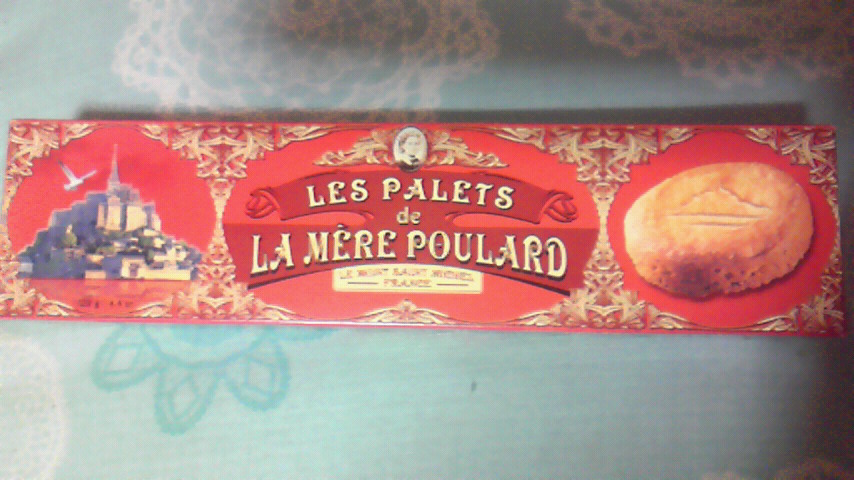 LES PALETS
de
LA MÈRE POULARD
LE MONT SAINT MICHEL
FRANCE